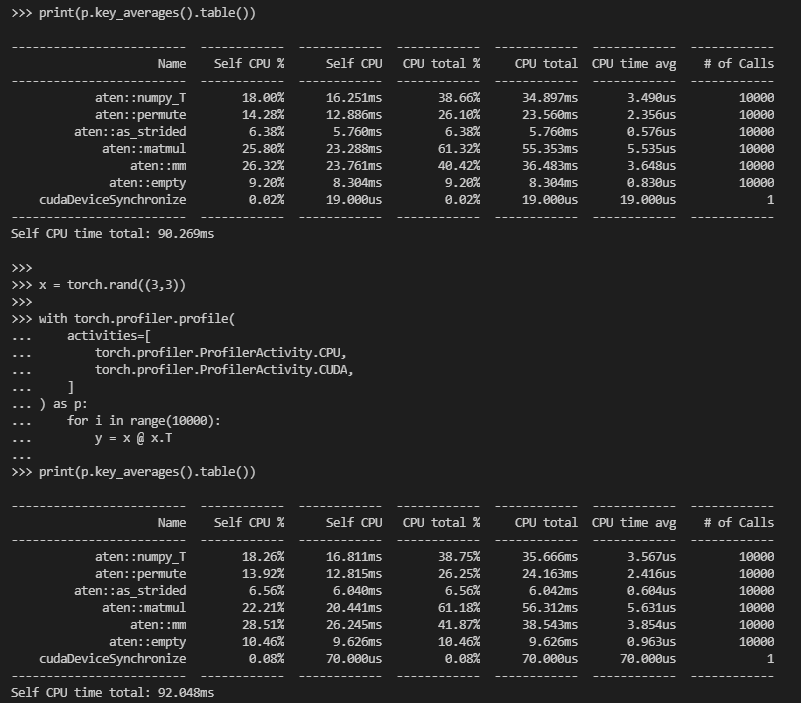 >>> print(p.key_averages().table())
-------------------------  ------------  ------------  ------------  ------------  ------------  ------------
                     Name    Self CPU %      Self CPU   CPU total %     CPU total  CPU time avg    # of Calls
-------------------------  ------------  ------------  ------------  ------------  ------------  ------------
            aten::numpy_T        18.00%      16.251ms        38.66%      34.897ms       3.490us         10000
            aten::permute        14.28%      12.886ms        26.10%      23.560ms       2.356us         10000
         aten::as_strided         6.38%       5.760ms         6.38%       5.760ms       0.576us         10000
             aten::matmul        25.80%      23.288ms        61.32%      55.353ms       5.535us         10000
                 aten::mm        26.32%      23.761ms        40.42%      36.483ms       3.648us         10000
              aten::empty         9.20%       8.304ms         9.20%       8.304ms       0.830us         10000
    cudaDeviceSynchronize         0.02%      19.000us         0.02%      19.000us      19.000us             1
-------------------------  ------------  ------------  ------------  ------------  ------------  ------------
Self CPU time total: 90.269ms
>>>
>>> x = torch.rand((3,3))
>>>
>>> with torch.profiler.profile(
...     activities=[
...         torch.profiler.ProfilerActivity.CPU,
...         torch.profiler.ProfilerActivity.CUDA,
...     ]
... ) as p:
...     for i in range(10000):
...         y = x @ x.T
...
>>> print(p.key_averages().table())
-------------------------  ------------  ------------  ------------  ------------  ------------  ------------
                     Name    Self CPU %      Self CPU   CPU total %     CPU total  CPU time avg    # of Calls
-------------------------  ------------  ------------  ------------  ------------  ------------  ------------
            aten::numpy_T        18.26%      16.811ms        38.75%      35.666ms       3.567us         10000
            aten::permute        13.92%      12.815ms        26.25%      24.163ms       2.416us         10000
         aten::as_strided         6.56%       6.040ms         6.56%       6.042ms       0.604us         10000
             aten::matmul        22.21%      20.441ms        61.18%      56.312ms       5.631us         10000
                 aten::mm        28.51%      26.245ms        41.87%      38.543ms       3.854us         10000
              aten::empty        10.46%       9.626ms        10.46%       9.626ms       0.963us         10000
    cudaDeviceSynchronize         0.08%      70.000us         0.08%      70.000us      70.000us             1
-------------------------  ------------  ------------  ------------  ------------  ------------  ------------
Self CPU time total: 92.048ms